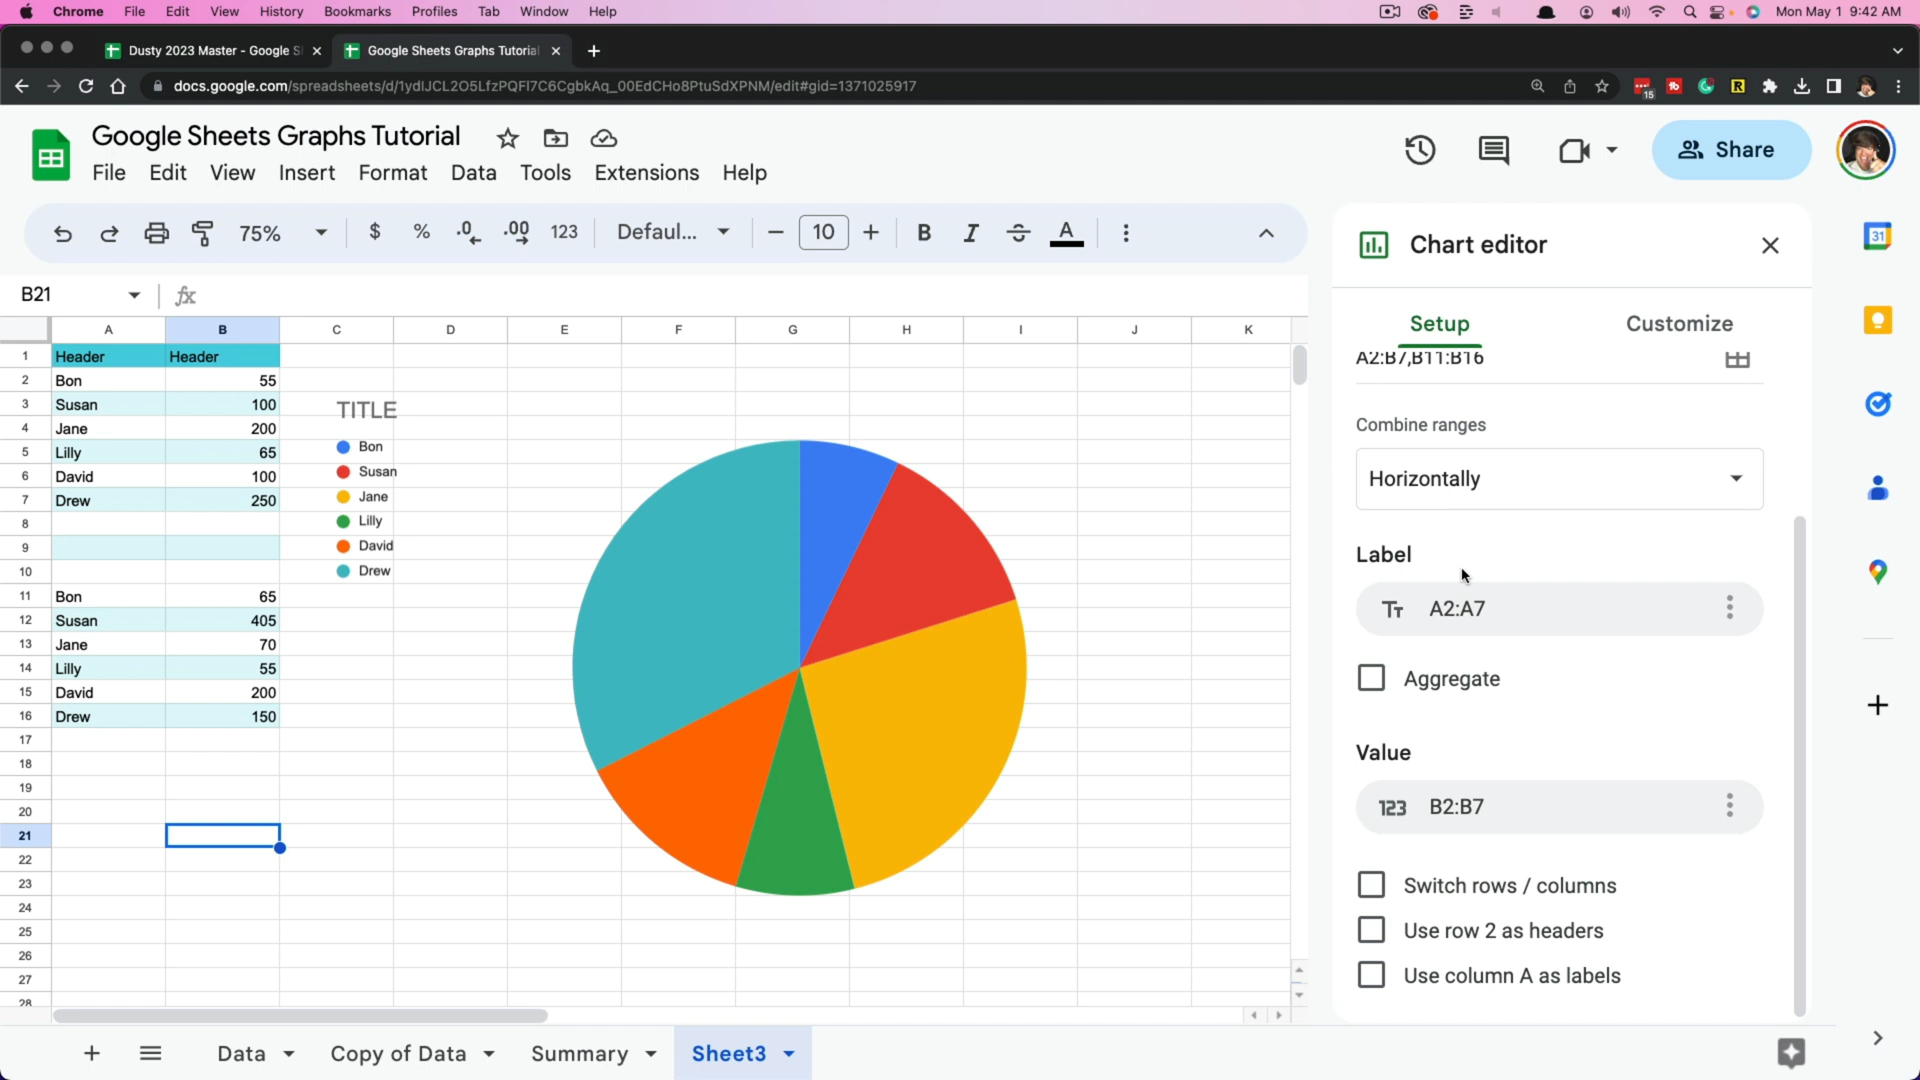 Chrome File Edit View History Bookmarks Profiles Tab Window Help Mon May 1 9:42 AM
Dusty 2023 Master - Google S Google Sheets Graphs Tutorial
docs.google.com/spreadsheets/d/1ydIJCL2O5LfzPQFI7C6CgbkAq_00EdCHo8PtuSdXPNM/edit#gid=1371025917
15
Google Sheets Graphs Tutorial
File Edit View Insert Format Data Tools Extensions Help
Share
75% $ % .0 .00 123 Defaul... 10 B I S A
31
Chart editor
B21 fx
Setup Customize
A B C D E F G H I J K
A2:B7,B11:B16
1 Header Header
2 Bon 55
3 Susan 100
4 Jane 200
5 Lilly 65
6 David 100
7 Drew 250
8
9
10
11 Bon 65
12 Susan 405
13 Jane 70
14 Lilly 55
15 David 200
16 Drew 150
17
18
19
20
21
22
23
24
25
26
27
28
TITLE
Bon
Susan
Jane
Lilly
David
Drew
Combine ranges
Horizontally
Label
Tт A2:A7
Aggregate
Value
123 B2:B7
Switch rows / columns
Use row 2 as headers
Use column A as labels
Data Copy of Data Summary Sheet3